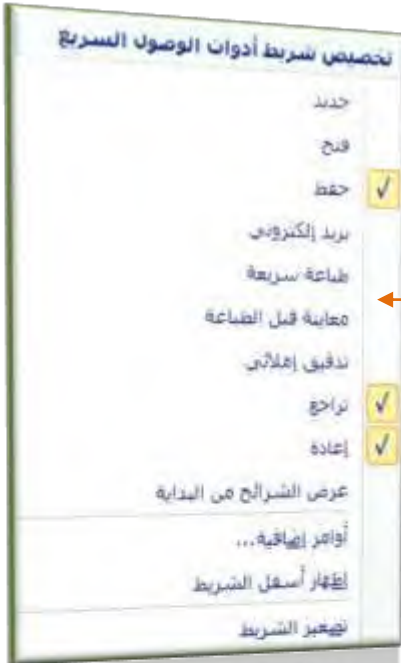 تخصيص شريط أدوات الوصول السريع
جديد
فتح
حفظ
بريد إلكتروني
طباعة سريعة
معاينة قبل الطباعة
تدقيق إملائي
تراجع
إعادة
عرض الشرائح من البداية
أوامر إضافية...
إظهار أسفل الشريط
تصغير الشريط